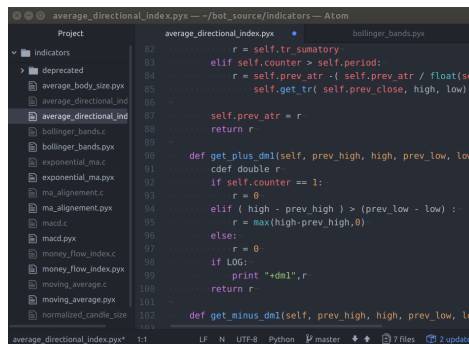 average_directional_index.pyx — ~/bot_source/indicators — Atom
Project
average_directional_index.pyx
bollinger_bands.pyx
indicators
deprecated
average_body_size.pyx
average_directional_ind
average_directional_ind
bollinger_bands.c
bollinger_bands.pyx
exponential_ma.c
exponential_ma.pyx
ma_alignement.c
ma_alignement.pyx
macd.c
macd.pyx
money_flow_index.c
money_flow_index.pyx
moving_average.c
moving_average.pyx
normalized_candle_size
82 r = self.tr_sumatory
83 elif self.counter > self.period:
84 r = self.prev_atr -( self.prev_atr / float(se
85 self.get_tr( self.prev_close, high, low)
86
87 self.prev_atr = r
88 return r
89
90 def get_plus_dm1(self, prev_high, high, prev_low, low
91 cdef double r
92 if self.counter == 1:
93 r = 0
94 elif ( high - prev_high ) > (prev_low - low) :
95 r = max(high-prev_high,0)
96 else:
97 r = 0
98 if LOG:
99 print "+dm1",r
100 return r
101
102 def get_minus_dm1(self, prev_high, high, prev_low, l
103
average_directional_index.pyx* 1:1 LF N UTF-8 Python master 7 files 2 update